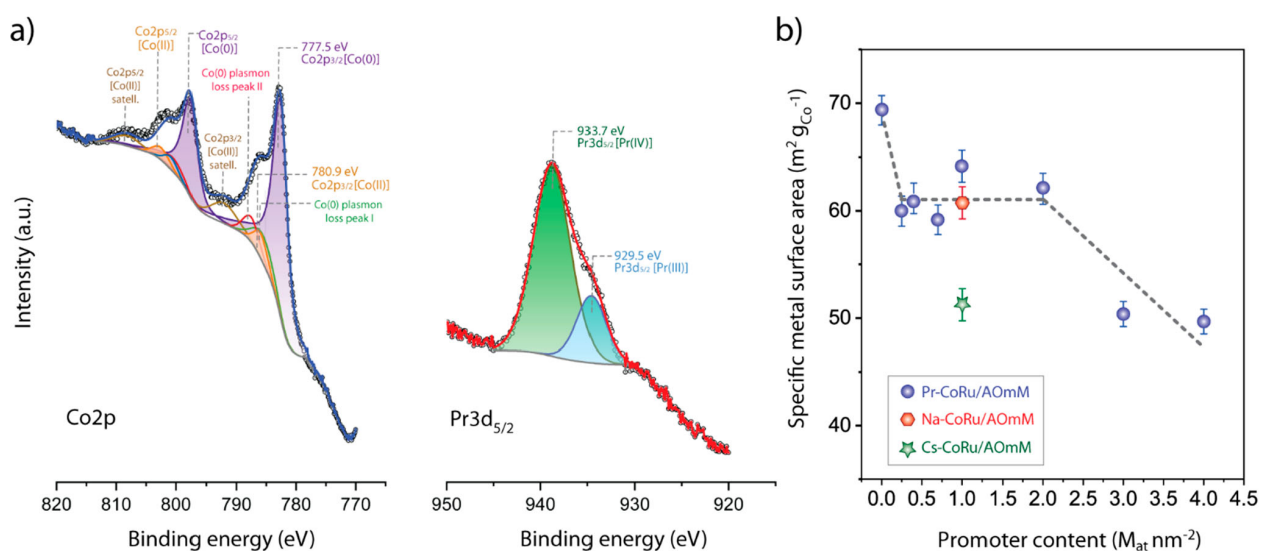 a)
Co2p5/2
[Co(II)]
Co2p5/2
[Co(0)]
777.5 eV
Co2p3/2[Co(0)]
Co2p5/2
[Co(II)]
satell.
Co(0) plasmon
loss peak II
Co2p3/2
[Co(II)]
satell.
780.9 eV
Co2p3/2[Co(II)]
Co(0) plasmon
loss peak I
Intensity (a.u.)
Co2p
820 810 800 790 780 770
Binding energy (eV)
933.7 eV
Pr3d5/2 [Pr(IV)]
929.5 eV
Pr3d5/2 [Pr(III)]
Pr3d5/2
950 940 930 920
Binding energy (eV)
b)
Specific metal surface area (m² gCo⁻¹)
70
60
50
40
Pr-CoRu/AOmM
Na-CoRu/AOmM
Cs-CoRu/AOmM
0.0 0.5 1.0 1.5 2.0 2.5 3.0 3.5 4.0 4.5
Promoter content (Mat nm⁻²)